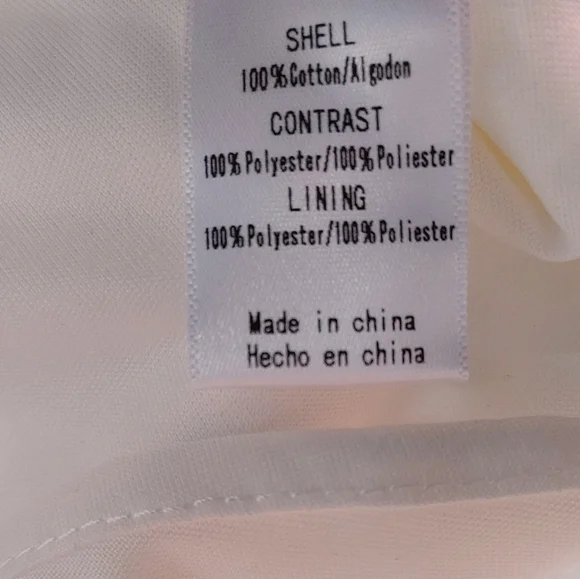 SHELL
100%Cotton/Algodon
CONTRAST
100%Polyester/100%Poliester
LINING
100%Polyester/100%Poliester
Made in china
Hecho en china